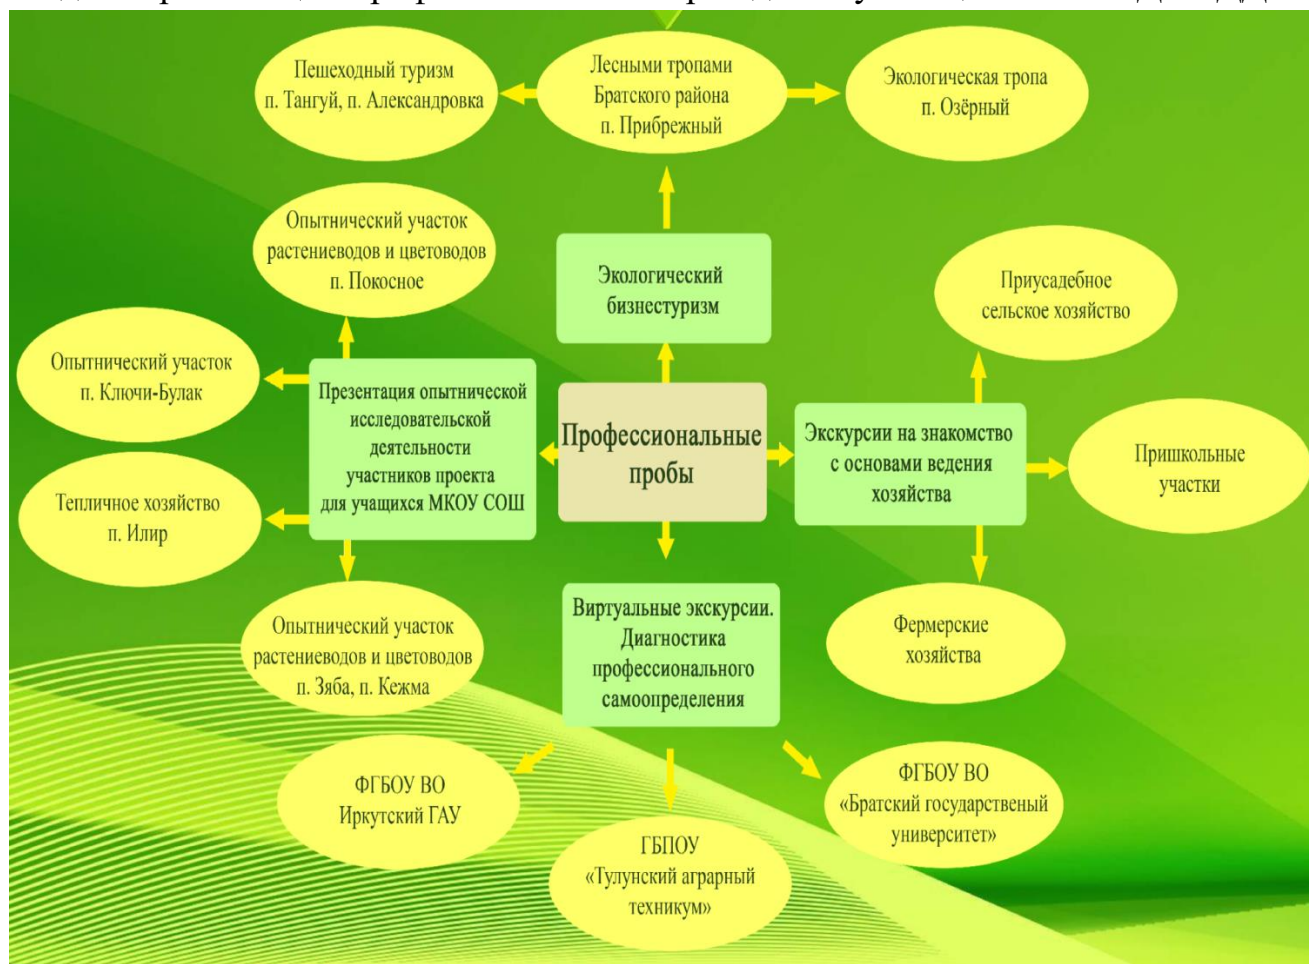 Пешеходный туризм
п. Тангуй, п. Александровка
Лесными тропами
Братского района
п. Прибрежный
Экологическая тропа
п. Озёрный
Опытнический участок
растениеводов и цветоводов
п. Покосное
Экологический
бизнестуризм
Приусадебное
сельское хозяйство
Опытнический участок
п. Ключи-Булак
Презентация опытнической
исследовательской
деятельности
участников проекта
для учащихся МКОУ СОШ
Профессиональные
пробы
Экскурсии на знакомство
с основами ведения
хозяйства
Пришкольные
участки
Тепличное хозяйство
п. Илир
Опытнический участок
растениеводов и цветоводов
п. Зяба, п. Кежма
Виртуальные экскурсии.
Диагностика
профессионального
самоопределения
Фермерские
хозяйства
ФГБОУ ВО
Иркутский ГАУ
ГБПОУ
«Тулунский аграрный
техникум»
ФГБОУ ВО
«Братский государственый
университет»